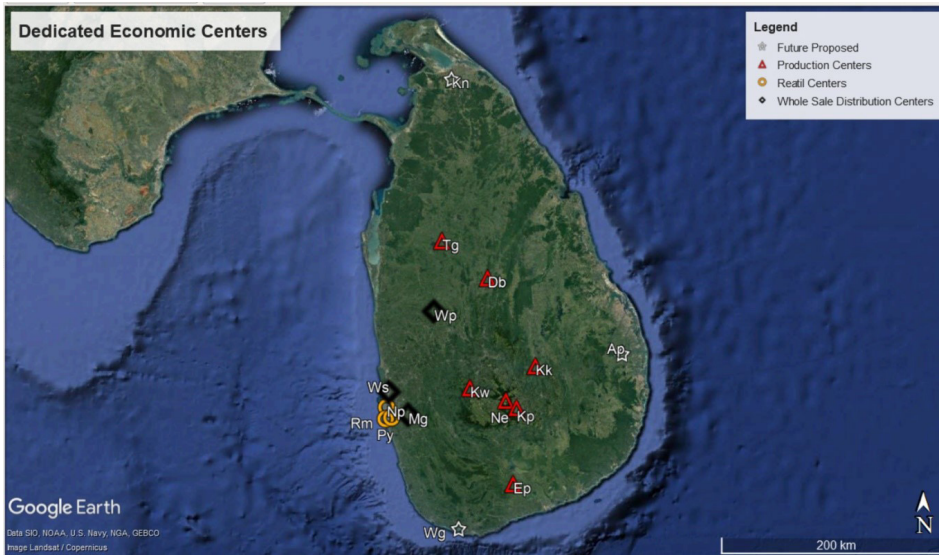 Dedicated Economic Centers
Legend
Future Proposed
Production Centers
Reatil Centers
Whole Sale Distribution Centers
Kn
Tg
Db
Wp
Ap
Kk
Ws
Kw
Np
Ne
Kp
Rm
Mg
Py
Ep
Wg
Google Earth
Data SIO, NOAA, U.S. Navy, NGA, GEBCO
Image Landsat / Copernicus
N
200 km